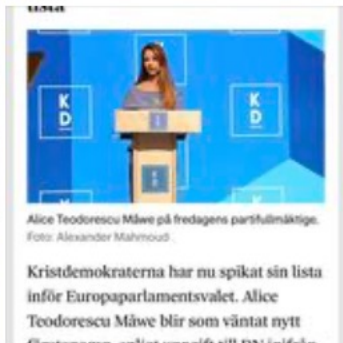 lista
K
D
K
D
Alice Teodorescu Måwe på fredagens partifullmäktige.
Foto: Alexander Mahmoud
Kristdemokraterna har nu spikat sin lista
inför Europaparlamentsvalet. Alice
Teodorescu Måwe blir som väntat nytt